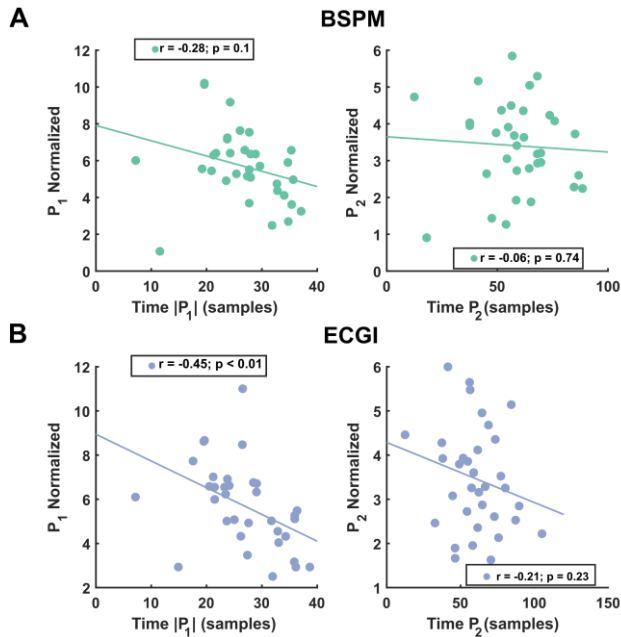 A
BSPM
r = -0.28; p = 0.1
12
10
8
6
4
2
0
P1 Normalized
0 10 20 30 40
Time |P1| (samples)
6
5
4
3
2
1
0
P2 Normalized
r = -0.06; p = 0.74
0 50 100
Time P2 (samples)
B
ECGI
r = -0.45; p < 0.01
12
10
8
6
4
2
0
P1 Normalized
0 10 20 30 40
Time |P1| (samples)
6
5
4
3
2
1
P2 Normalized
r = -0.21; p = 0.23
0 50 100 150
Time P2 (samples)